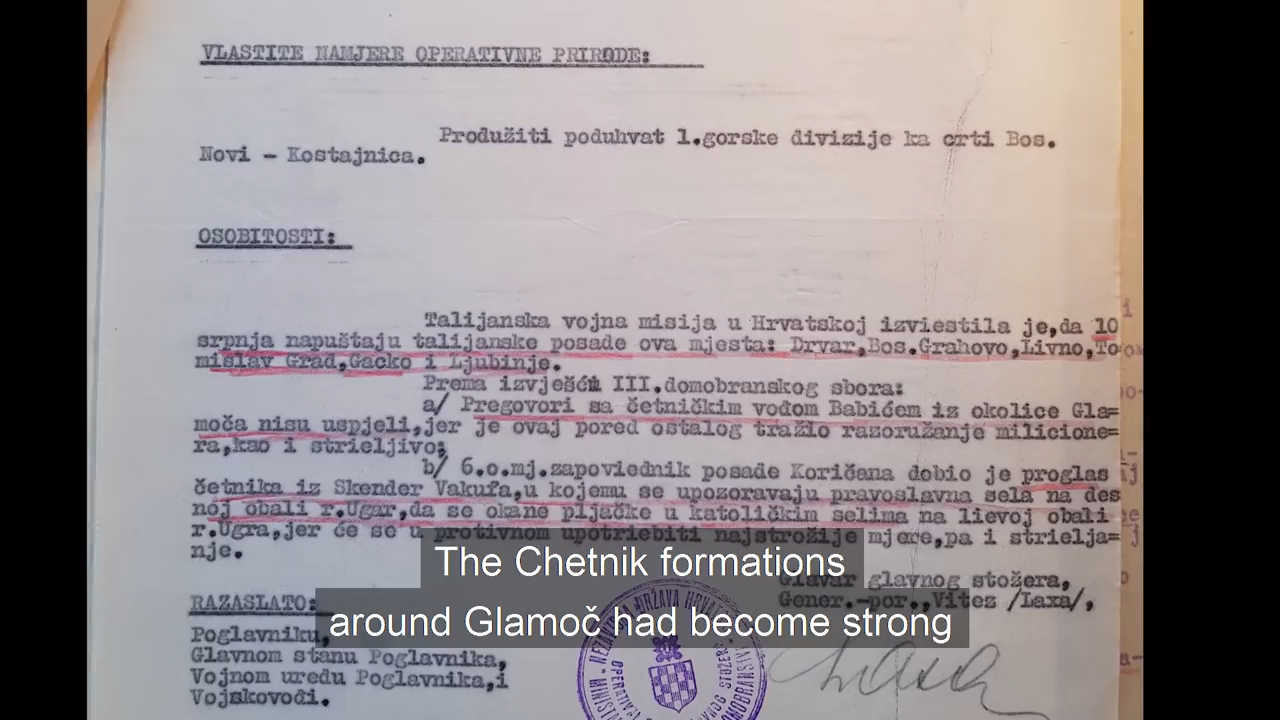 VLASTITE NAMJERE OPERATIVNE PRIRODE:
Produžiti poduhvat 1.gorske divizije ka crti Bos.
Novi - Kostajnica.
OSOBITOSTI:
Talijanska vojna misija u Hrvatskoj izviestila je,da 10
srpnja napuštaju talijanske posade ova mjesta: Drvar,Bos.Grahovo,Livno,To
mislav Grad,Gacko i Ljubinje.
Prema izvješću III.domobranskog sbora:
a/ Pregovori sa četničkim vođom Babićem iz okolice Gla=
moča nisu uspjeli,jer je ovaj pored ostalog tražio razoružanje milicione=
ra,kao i strieljivo;
b/ 6.o.mj.zapoviednik posade Koričana dobio je proglas
četnika iz Skender Vakufa,u kojemu se upozoravaju pravoslavna sela na des
noj obali r.Ugar,da se okane pljačke u katoličkim selima na lievoj obali
r.Ugra,jer će se u protivnom upotriebiti najstrožije mjere,pa i strielja=
nje.
The Chetnik formations
around Glamoč had become strong
Glavar glavnog stožera,
Gener.-por.,Vitez /Laxa/,
RAZASLATO:
Poglavniku,
Glavnom stanu Poglavnika,
Vojnom uredu Poglavnika,i
Vojskovođi.